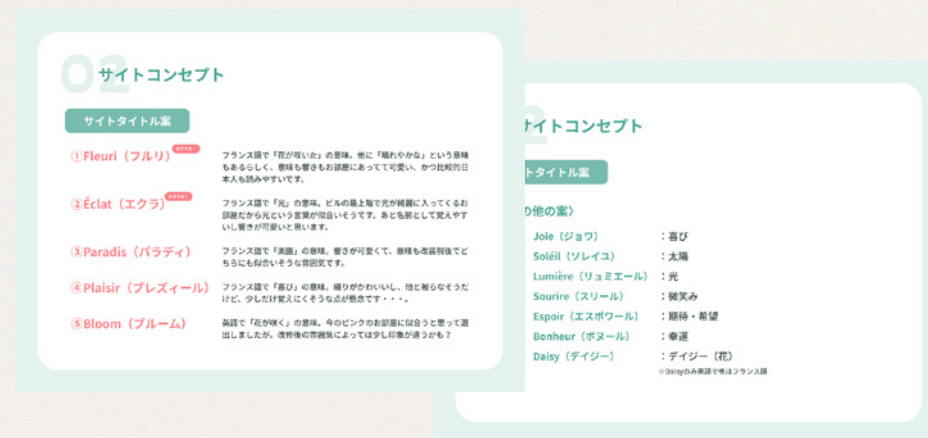 02
サイトコンセプト
サイトタイトル案
①Fleuri（フルリ）
フランス語で「花が咲いた」の意味。他に「晴れやかな」という意味
もあるらしく、意味も響きもお部屋にあってて可愛い、かつ比較的日
本人も読みやすいです。
②Éclat（エクラ）
フランス語で「光」の意味。ビルの最上階で光が綺麗に入ってくるお
部屋だから光という言葉が似合いそうです。あと名前として覚えやす
いし響きが可愛いと思います。
③Paradis（パラディ）
フランス語で「楽園」の意味。響きが可愛くて、意味も改装前後でど
ちらにも似合いそうな雰囲気です。
④Plaisir（プレズィール）
フランス語で「喜び」の意味。綴りがかわいいし、他と被らなそうだ
けど、少しだけ覚えにくそうな点が懸念です・・・。
⑤Bloom（ブルーム）
英語で「花が咲く」の意味。今のピンクのお部屋に似合うと思って選
出しましたが、改修後の雰囲気によっては少し印象が違うかも？
2
サイトコンセプト
トタイトル案
の他の案〉
Joie（ジョワ）：喜び
Soléil（ソレイユ）：太陽
Lumière（リュミエール）：光
Sourire（スリール）：微笑み
Espoir（エスポワール）：期待・希望
Bonheur（ボヌール）：幸運
Daisy（デイジー）：デイジー（花）
※Daisyのみ英語で他はフランス語